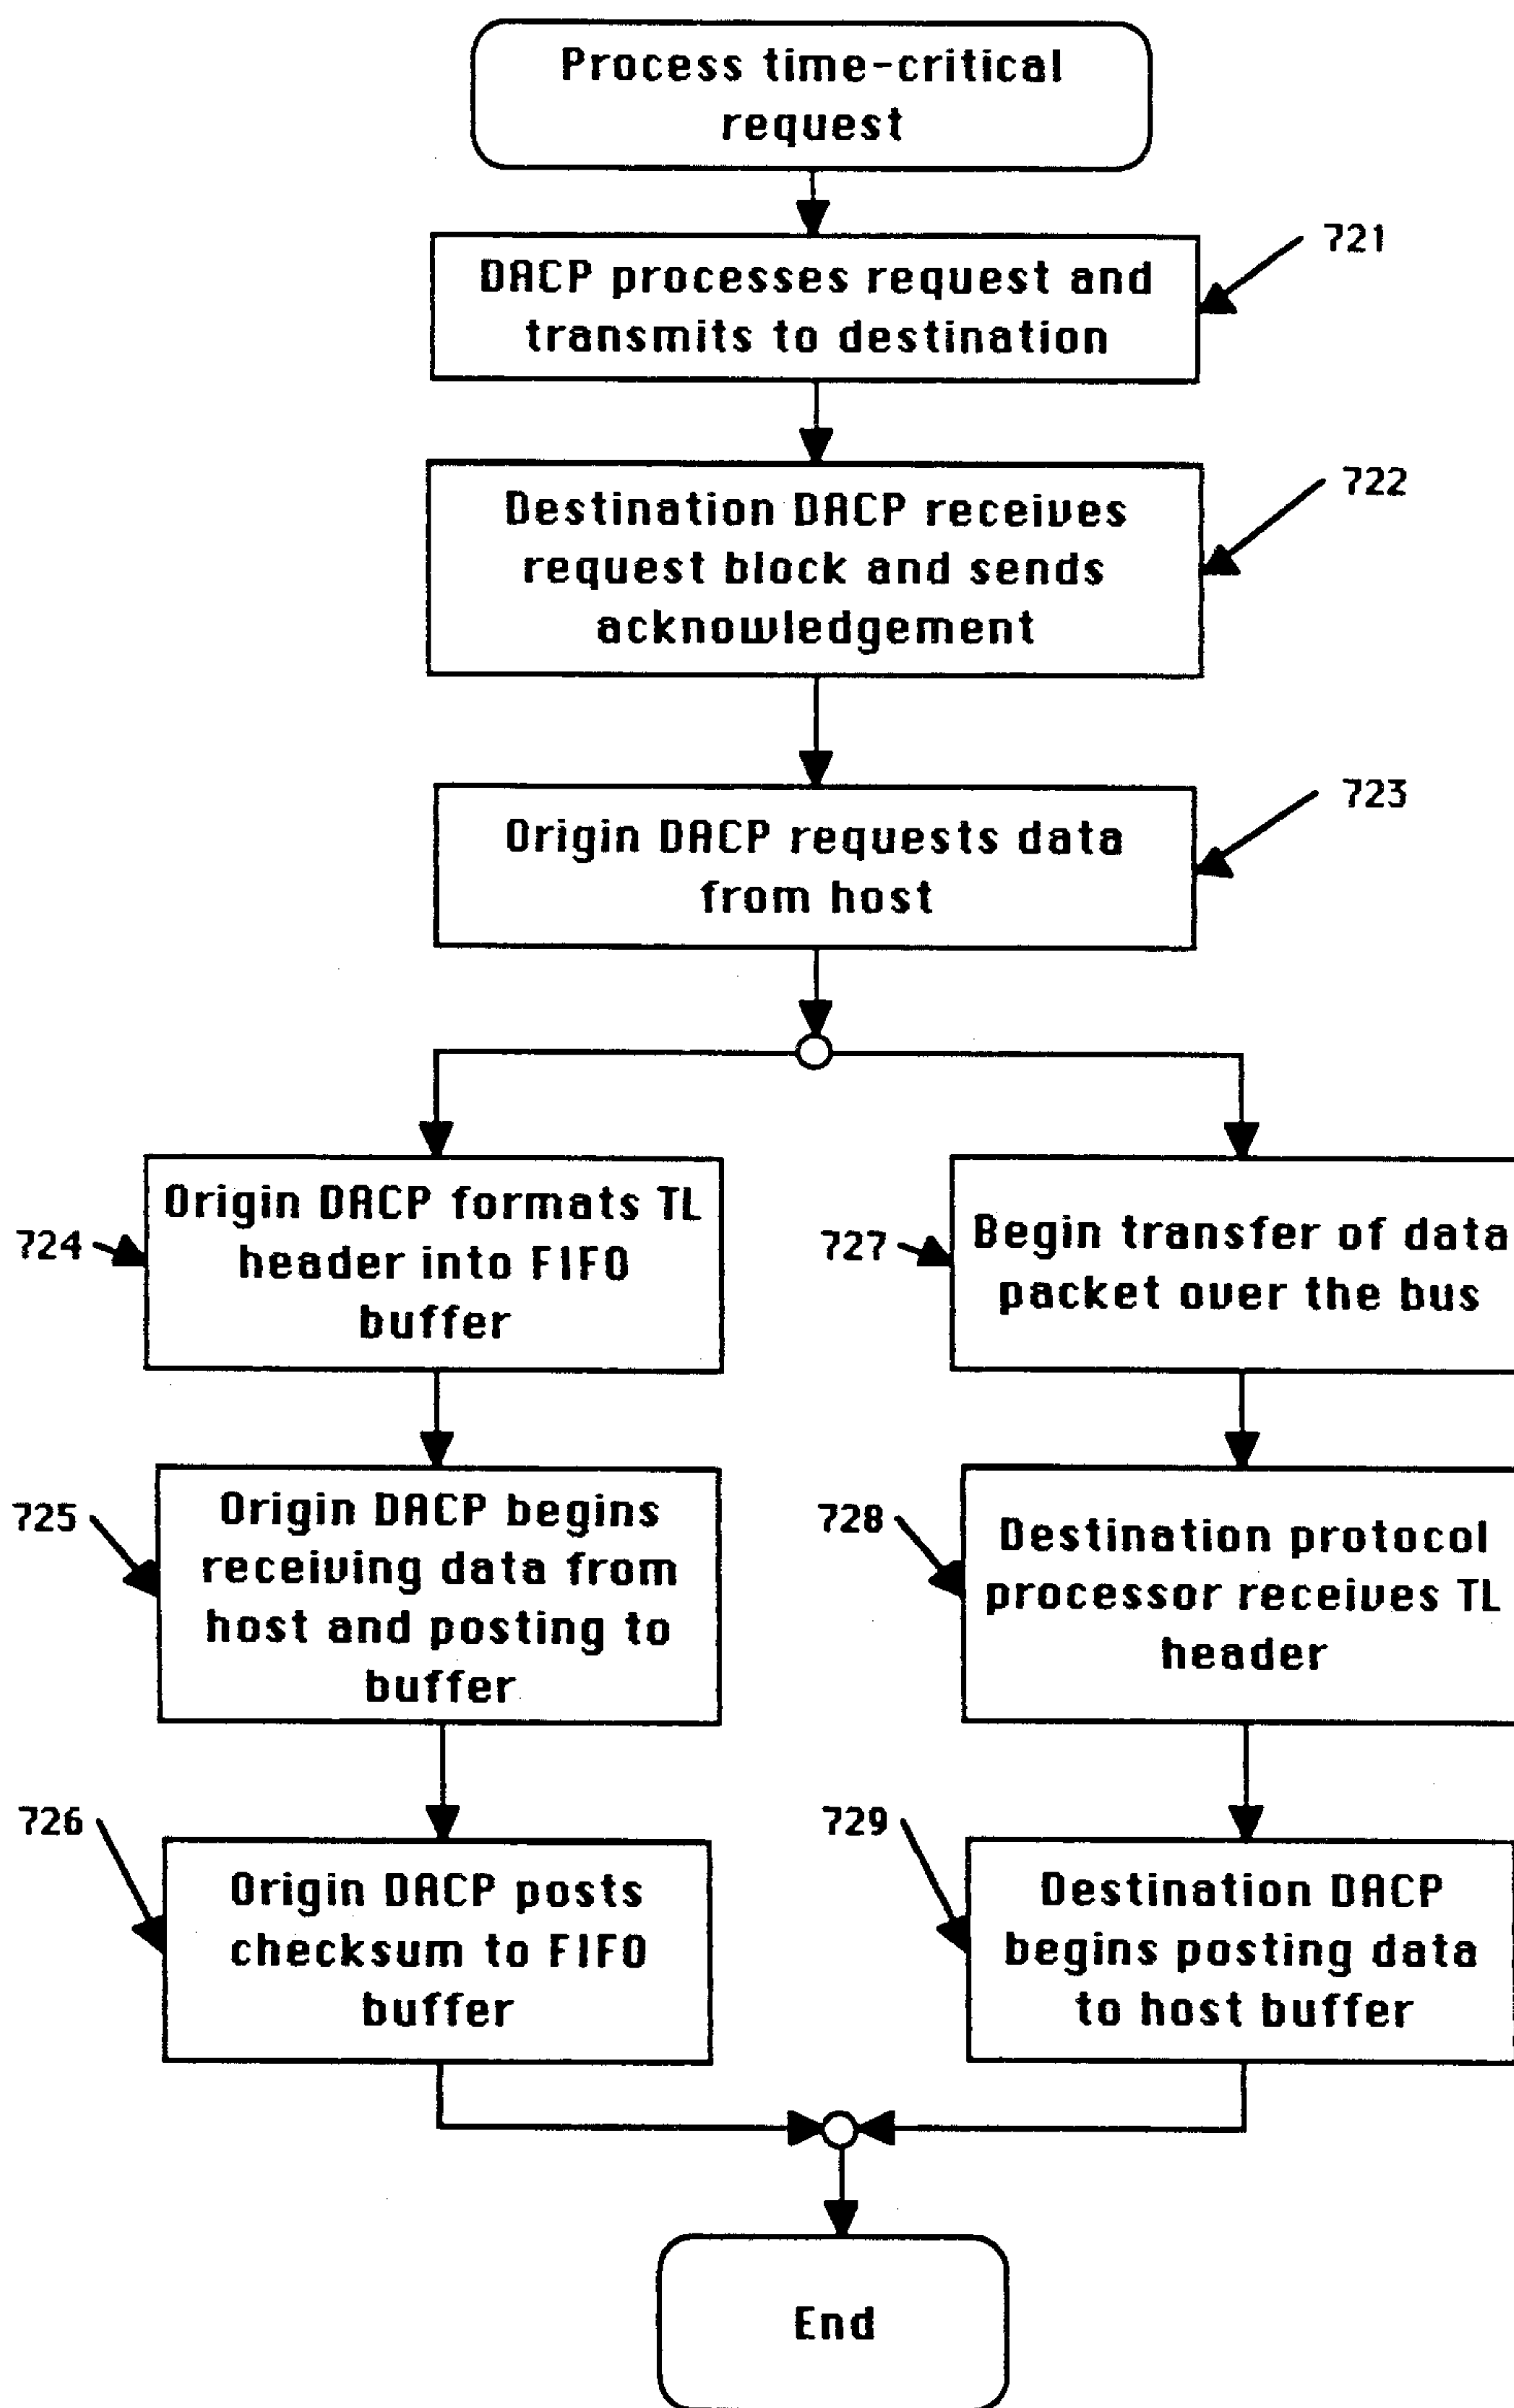 Process time-critical
request
721
DACP processes request and
transmits to destination
722
Destination DACP receives
request block and sends
acknowledgement
723
Origin DACP requests data
from host
724
Origin DACP formats TL
header into FIFO
buffer
727
Begin transfer of data
packet over the bus
725
Origin DACP begins
receiving data from
host and posting to
buffer
728
Destination protocol
processor receives TL
header
726
Origin DACP posts
checksum to FIFO
buffer
729
Destination DACP
begins posting data
to host buffer
End